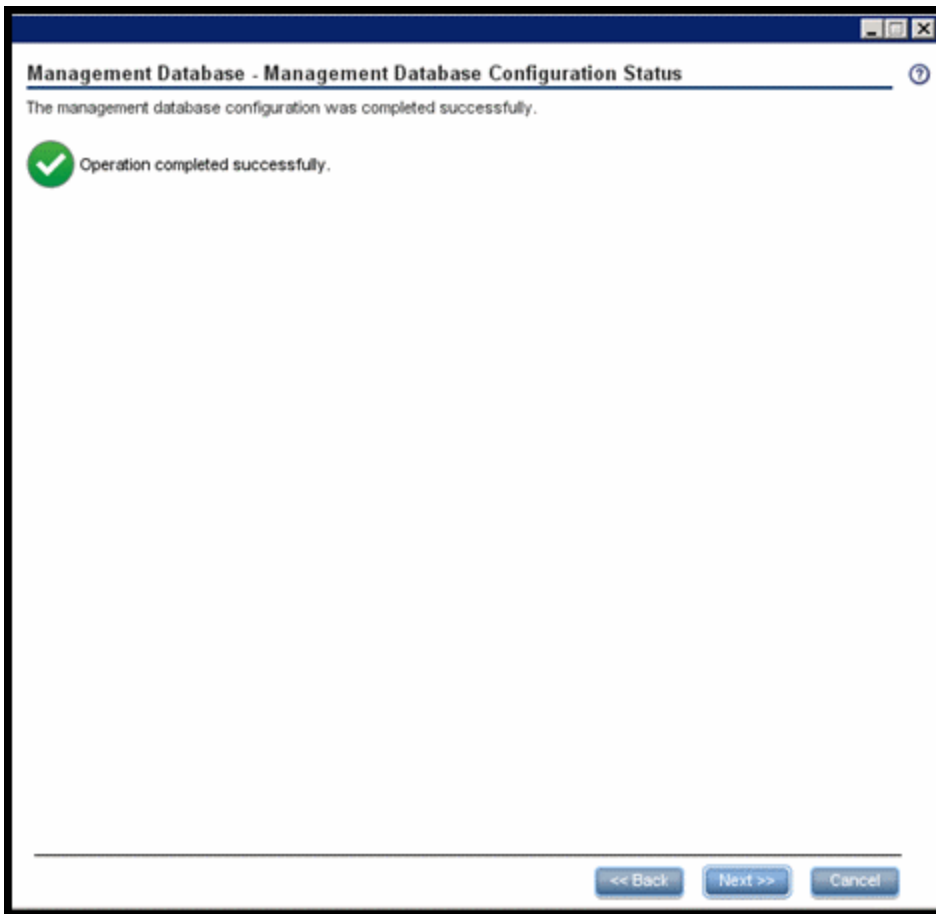 Management Database - Management Database Configuration Status
The management database configuration was completed successfully.
Operation completed successfully.
<< Back
Next >>
Cancel